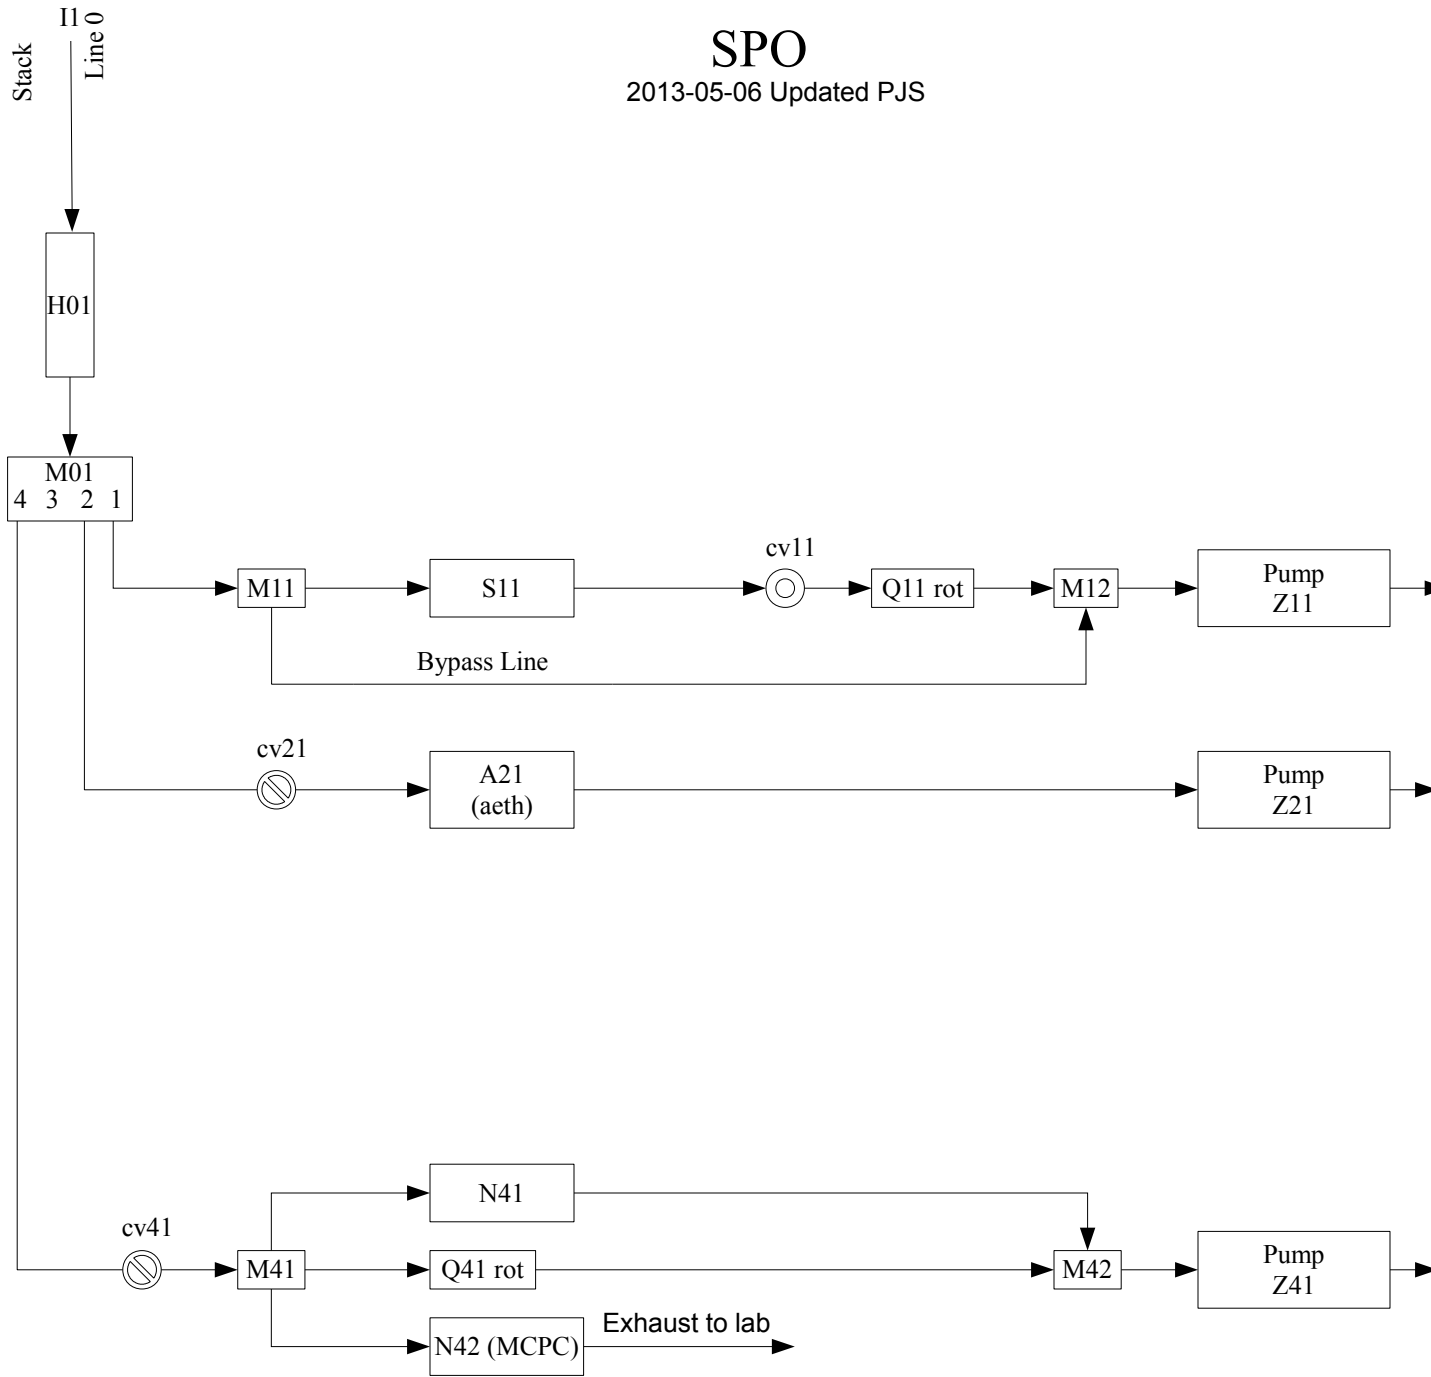 I1
Stack
Line 0
SPO
2013-05-06 Updated PJS
H01
M01
4 3 2 1
cv11
M11
S11
Q11 rot
M12
Pump
Z11
Bypass Line
cv21
A21
(aeth)
Pump
Z21
N41
cv41
M41
Q41 rot
M42
Pump
Z41
N42 (MCPC)
Exhaust to lab